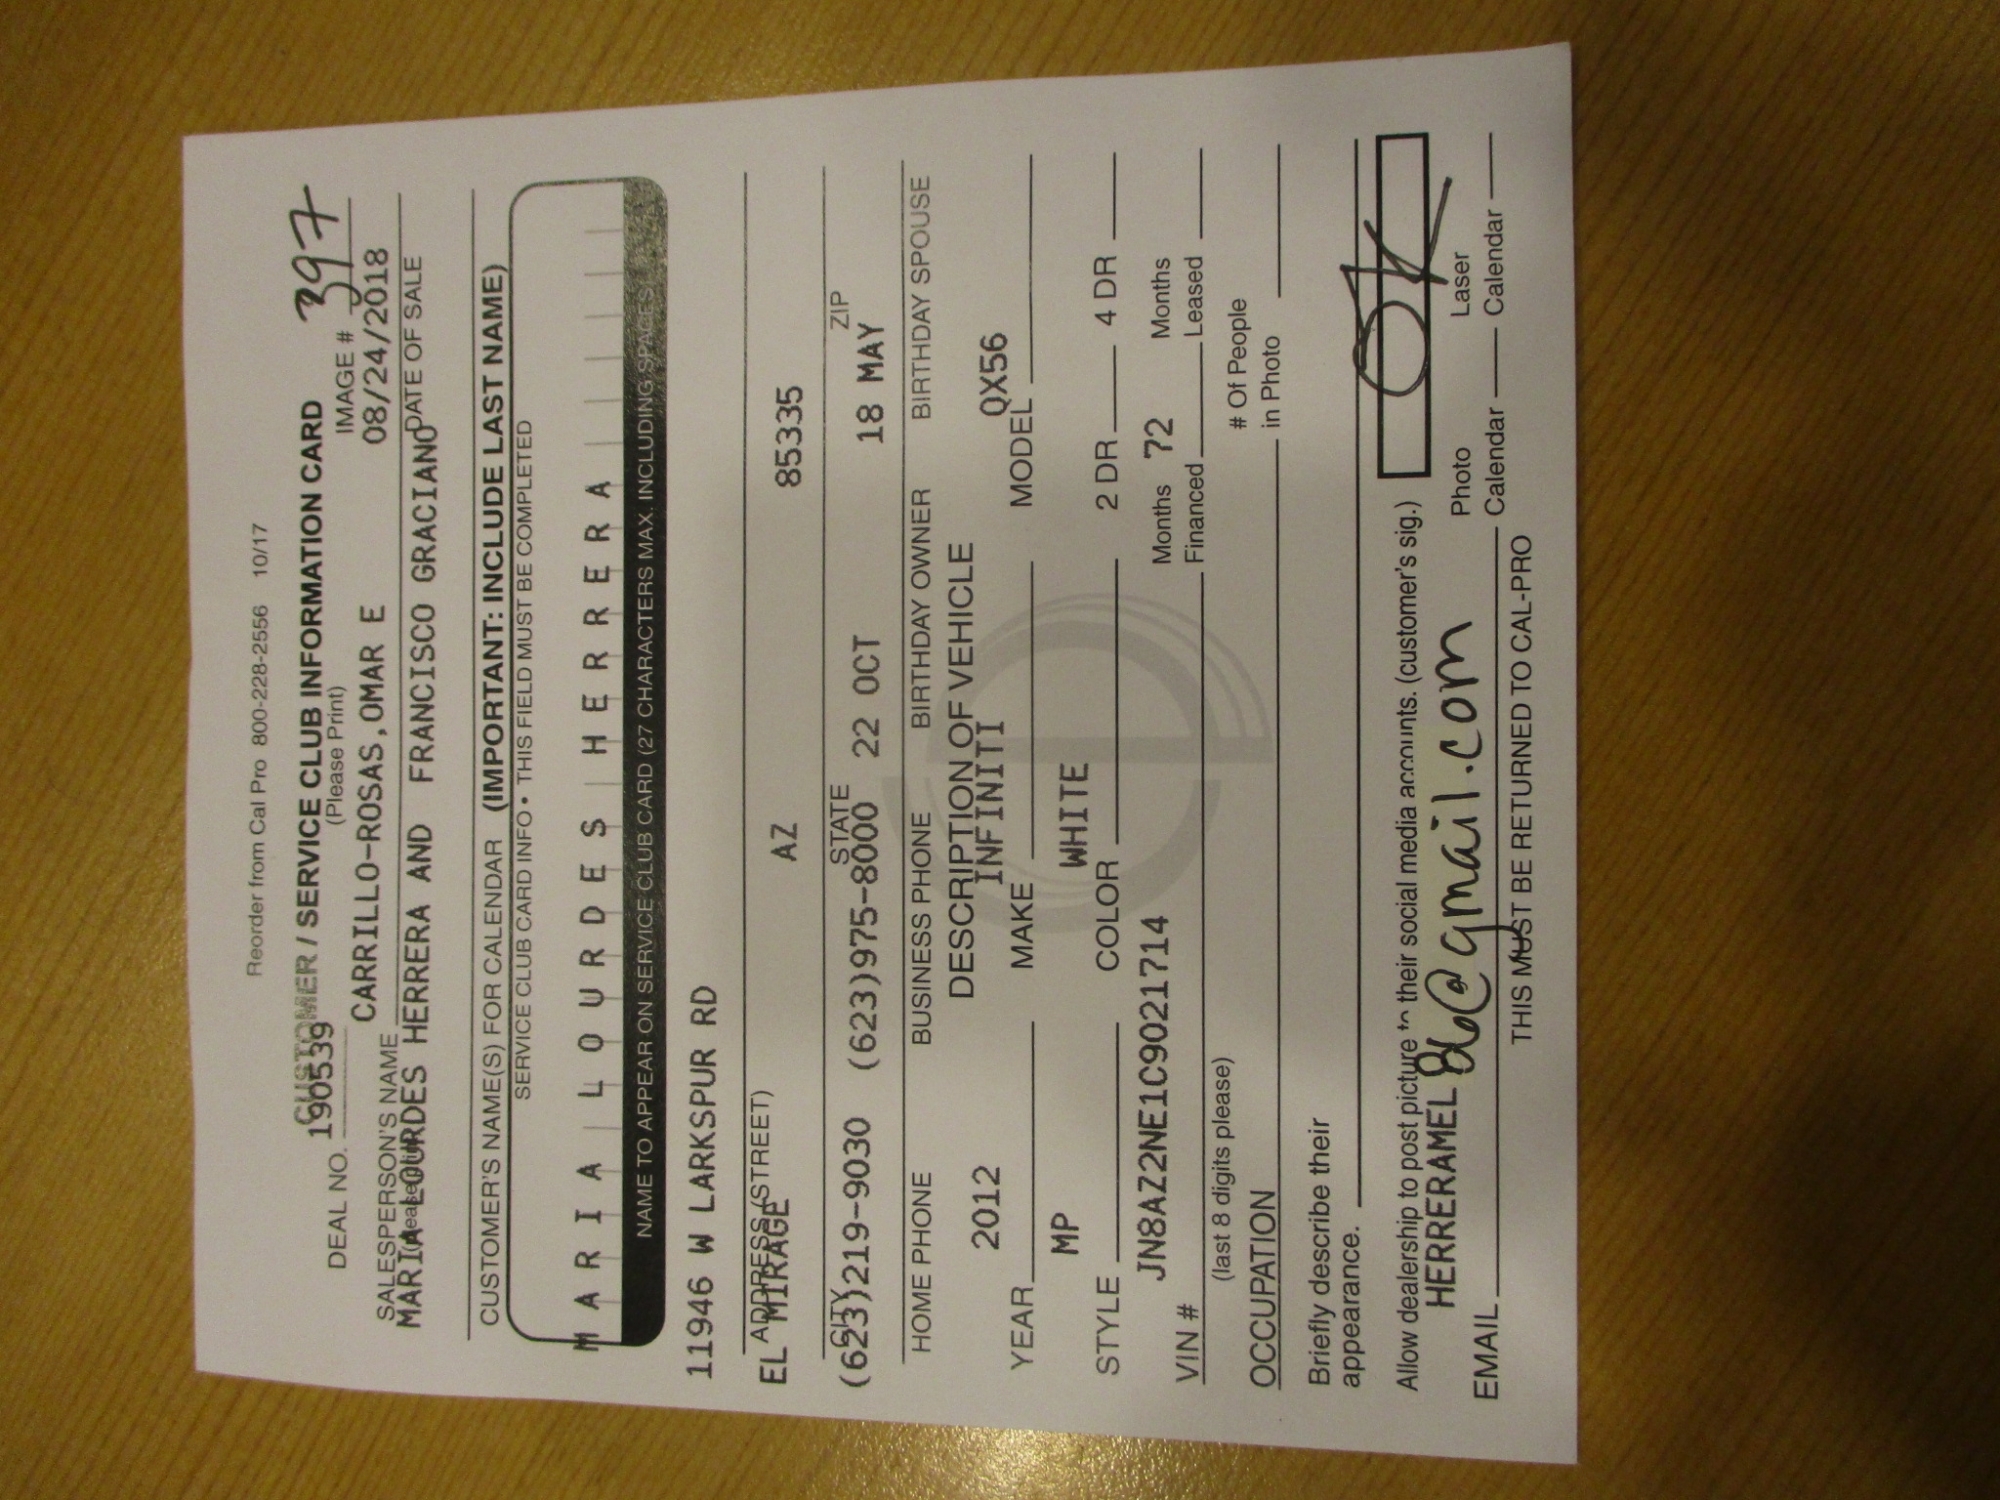 Reorder from Cal Pro 800-228-2556 10/17
CUSTOMER / SERVICE CLUB INFORMATION CARD
(Please Print)
397
DEAL NO. 1905539 IMAGE #
CARRILLO-ROSAS,OMAR E 08/24/2018
SALESPERSON'S NAME DATE OF SALE
MARIA LOURDES HERRERA AND FRANCISCO GRACIANO
CUSTOMER'S NAME(S) FOR CALENDAR (IMPORTANT: INCLUDE LAST NAME)
SERVICE CLUB CARD INFO • THIS FIELD MUST BE COMPLETED
MARIA LOURDES HERRERA
NAME TO APPEAR ON SERVICE CLUB CARD (27 CHARACTERS MAX. INCLUDING SPACES)
11946 W LARKSPUR RD
ADDRESS (STREET)
EL MIRAGE AZ 85335
CITY STATE ZIP
(623)219-9030 (623)975-8000 22 OCT 18 MAY
HOME PHONE BUSINESS PHONE BIRTHDAY OWNER BIRTHDAY SPOUSE
DESCRIPTION OF VEHICLE
2012 INFINITI QX56
YEAR MAKE MODEL
MP WHITE
STYLE COLOR 2 DR 4 DR
JN8AZ2NE1C9021714 Months 72 Months
VIN # Financed Leased
(last 8 digits please)
# Of People
OCCUPATION in Photo
Briefly describe their
appearance.
Allow dealership to post picture to their social media accounts. (customer's sig.)
HERRERAMEL86@gmail.com Photo Laser
EMAIL Calendar Calendar
THIS MUST BE RETURNED TO CAL-PRO